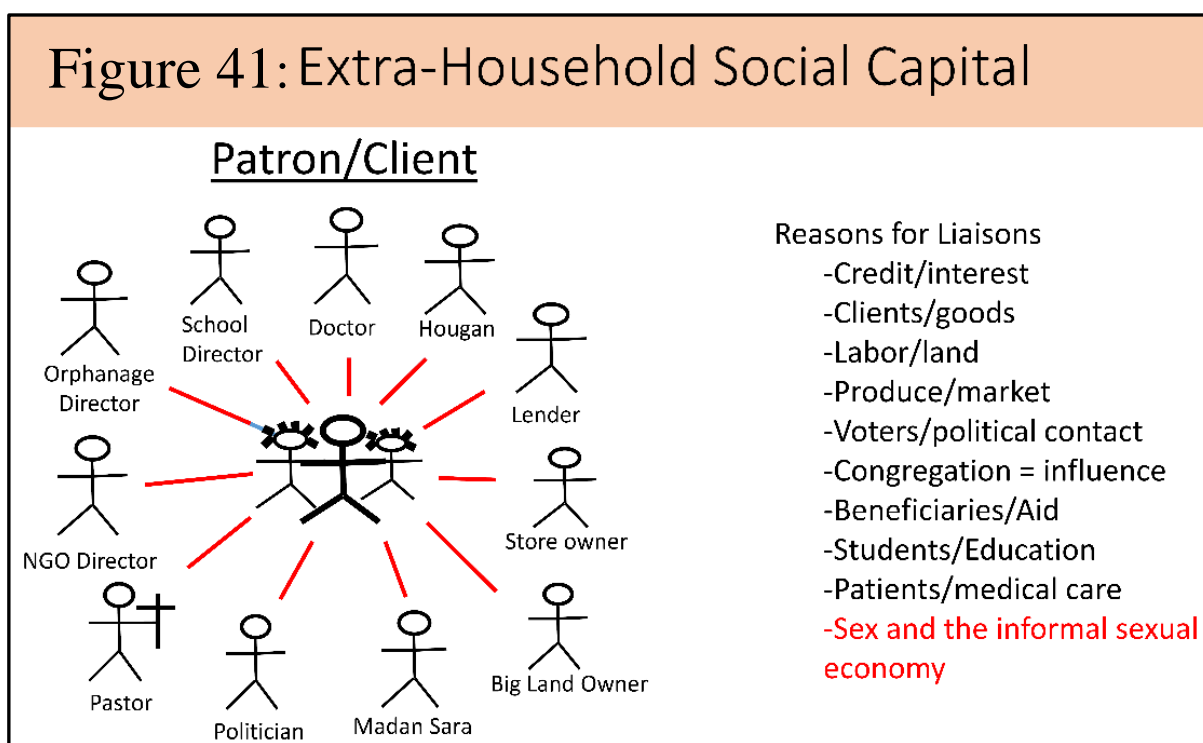 Figure 41: Extra-Household Social Capital
Patron/Client
School
Director
Doctor
Hougan
Orphanage
Director
Lender
NGO Director
Store owner
Pastor
Politician
Madan Sara
Big Land Owner
Reasons for Liaisons
-Credit/interest
-Clients/goods
-Labor/land
-Produce/market
-Voters/political contact
-Congregation = influence
-Beneficiaries/Aid
-Students/Education
-Patients/medical care
-Sex and the informal sexual
economy